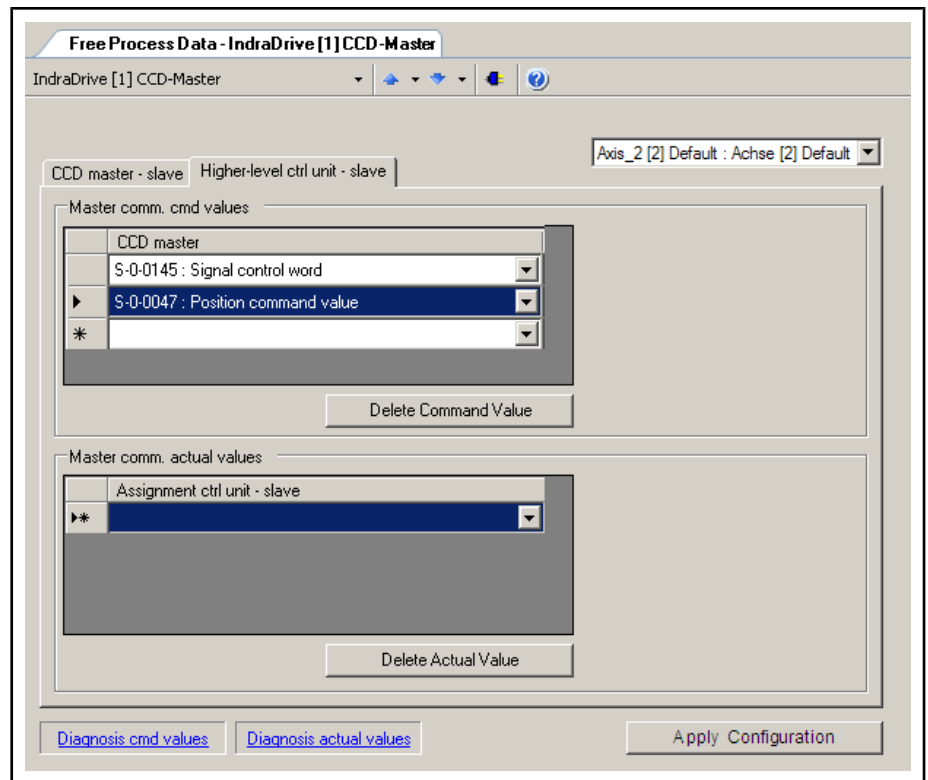 Free Process Data - IndraDrive [1] CCD-Master
IndraDrive [1] CCD-Master
Axis_2 [2] Default : Achse [2] Default
CCD master - slave
Higher-level ctrl unit - slave
Master comm. cmd values
CCD master
S-0-0145 : Signal control word
S-0-0047 : Position command value
Delete Command Value
Master comm. actual values
Assignment ctrl unit - slave
Delete Actual Value
Diagnosis cmd values
Diagnosis actual values
Apply Configuration